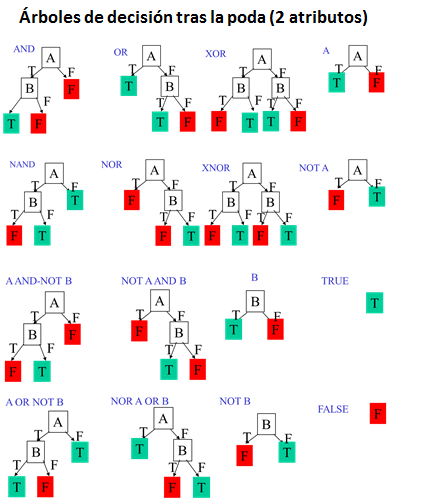 Árboles de decisión tras la poda (2 atributos)
AND
A
T F
B F
T F
T F
OR
A
T F
T B
T F
T F
XOR
A
T F
B B
T F T F
F T T F
A
A
T F
T F
NAND
A
T F
B T
T F
F T
NOR
A
T F
F B
T F
F T
XNOR
A
T F
B B
T F T F
F T F T
NOT A
A
T F
F T
A AND-NOT B
A
T F
B F
T F
F T
NOT A AND B
A
T F
F B
T F
T F
B
B
T F
T F
TRUE
T
A OR NOT B
A
T F
B T
T F
T F
NOR A OR B
A
T F
T B
T F
F T
NOT B
B
T F
F T
FALSE
F